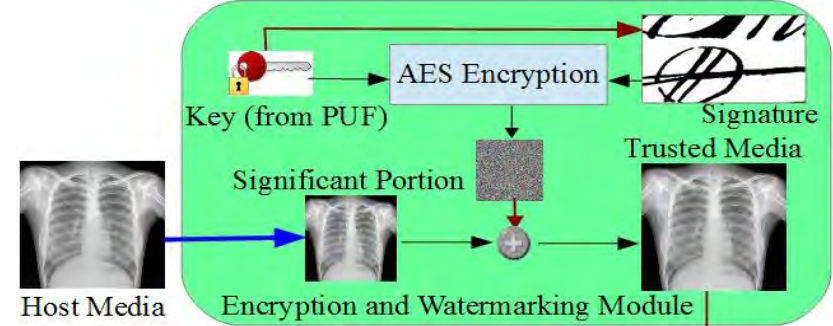 AES Encryption
Key (from PUF)
Signature
Trusted Media
Significant Portion
Host Media
Encryption and Watermarking Module